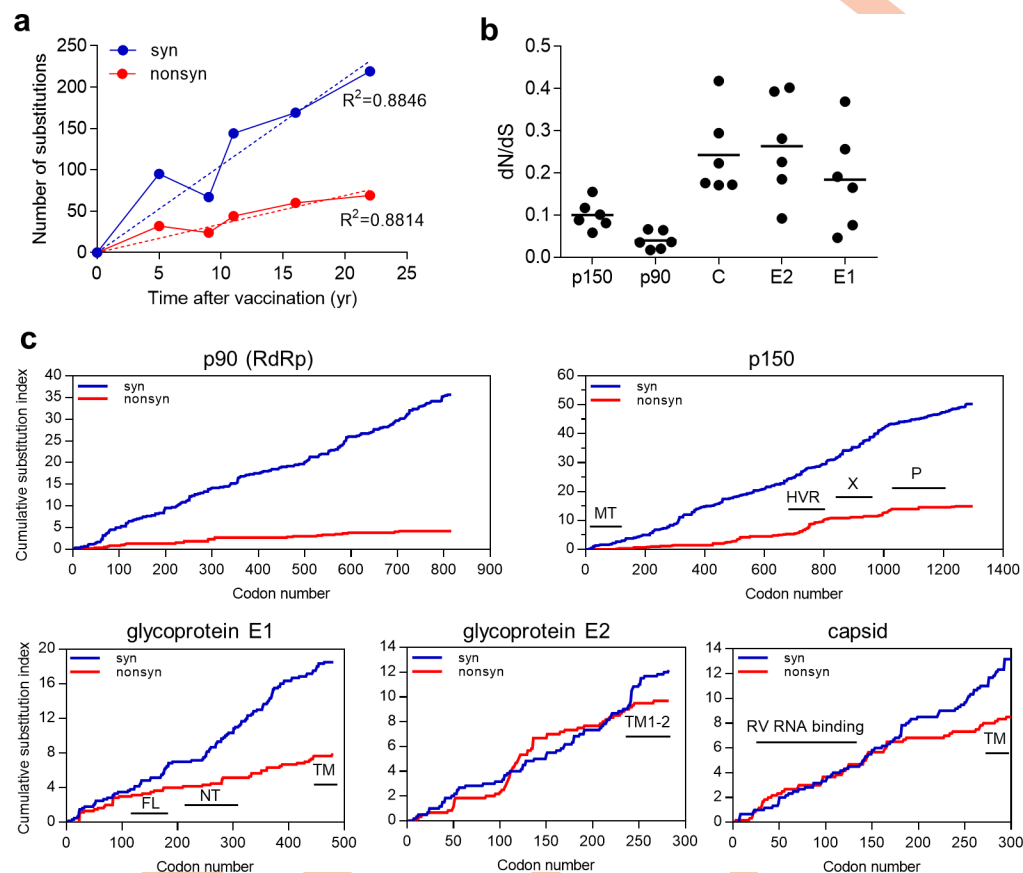 a
syn
nonsyn
Number of substitutions
250
200
150
100
50
0
R²=0.8846
R²=0.8814
0 5 10 15 20 25
Time after vaccination (yr)
b
dN/dS
0.5
0.4
0.3
0.2
0.1
0.0
p150 p90 C E2 E1
c
p90 (RdRp)
Cumulative substitution index
40
35
30
25
20
15
10
5
0
syn
nonsyn
0 100 200 300 400 500 600 700 800 900
Codon number
p150
60
50
40
30
20
10
0
syn
nonsyn
MT
HVR
X
P
0 200 400 600 800 1000 1200 1400
Codon number
glycoprotein E1
Cumulative substitution index
20
16
12
8
4
0
syn
nonsyn
FL
NT
TM
0 100 200 300 400 500
Codon number
glycoprotein E2
14
12
10
8
6
4
2
0
syn
nonsyn
TM1-2
0 50 100 150 200 250 300
Codon number
capsid
14
12
10
8
6
4
2
0
syn
nonsyn
RV RNA binding
TM
0 50 100 150 200 250 300
Codon number